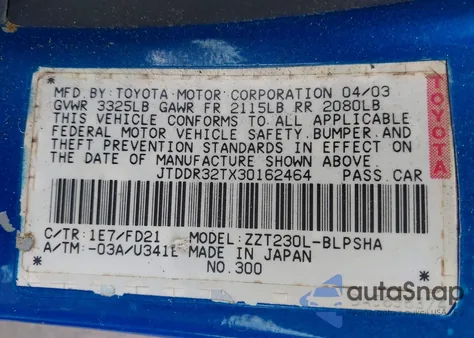 MFD. BY: TOYOTA MOTOR CORPORATION 04/03
GVWR 3325LB GAWR FR 2115LB RR 2080LB
THIS VEHICLE CONFORMS TO ALL APPLICABLE
FEDERAL MOTOR VEHICLE SAFETY, BUMPER, AND
THEFT PREVENTION STANDARDS IN EFFECT ON
THE DATE OF MANUFACTURE SHOWN ABOVE.
JTDDR32TX30162464 PASS. CAR
TOYOTA
C/TR: 1E7/FD21 MODEL: ZZT230L-BLPSHA
A/TM: -03A/U341E MADE IN JAPAN
NO. 300
autoSnap